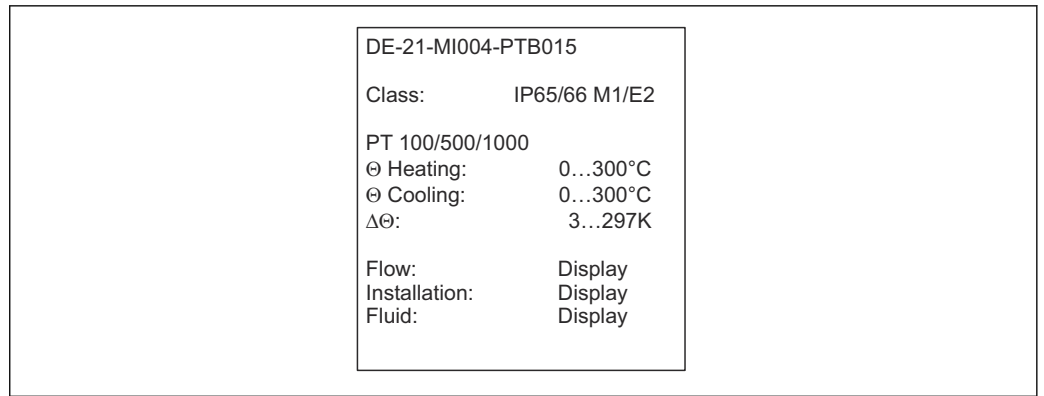 DE-21-MI004-PTB015
Class: IP65/66 M1/E2
PT 100/500/1000
Θ Heating: 0…300°C
Θ Cooling: 0…300°C
ΔΘ: 3…297K
Flow: Display
Installation: Display
Fluid: Display